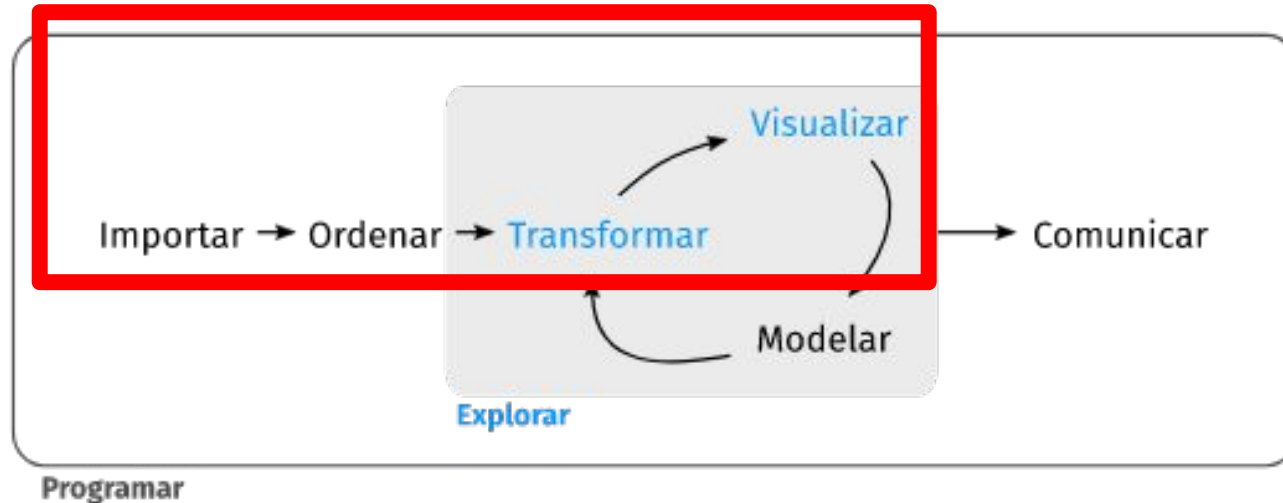 Visualizar
Importar → Ordenar → Transformar → Comunicar
Modelar
Explorar
Programar